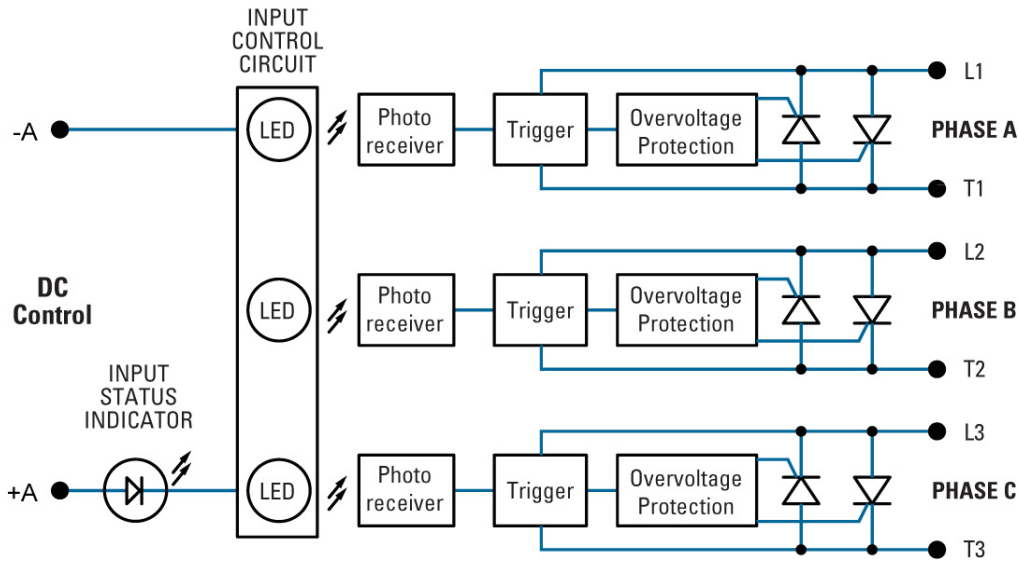 INPUT
CONTROL
CIRCUIT
-A
LED
Photo
receiver
Trigger
Overvoltage
Protection
L1
PHASE A
T1
DC
Control
LED
Photo
receiver
Trigger
Overvoltage
Protection
L2
PHASE B
T2
INPUT
STATUS
INDICATOR
+A
LED
Photo
receiver
Trigger
Overvoltage
Protection
L3
PHASE C
T3